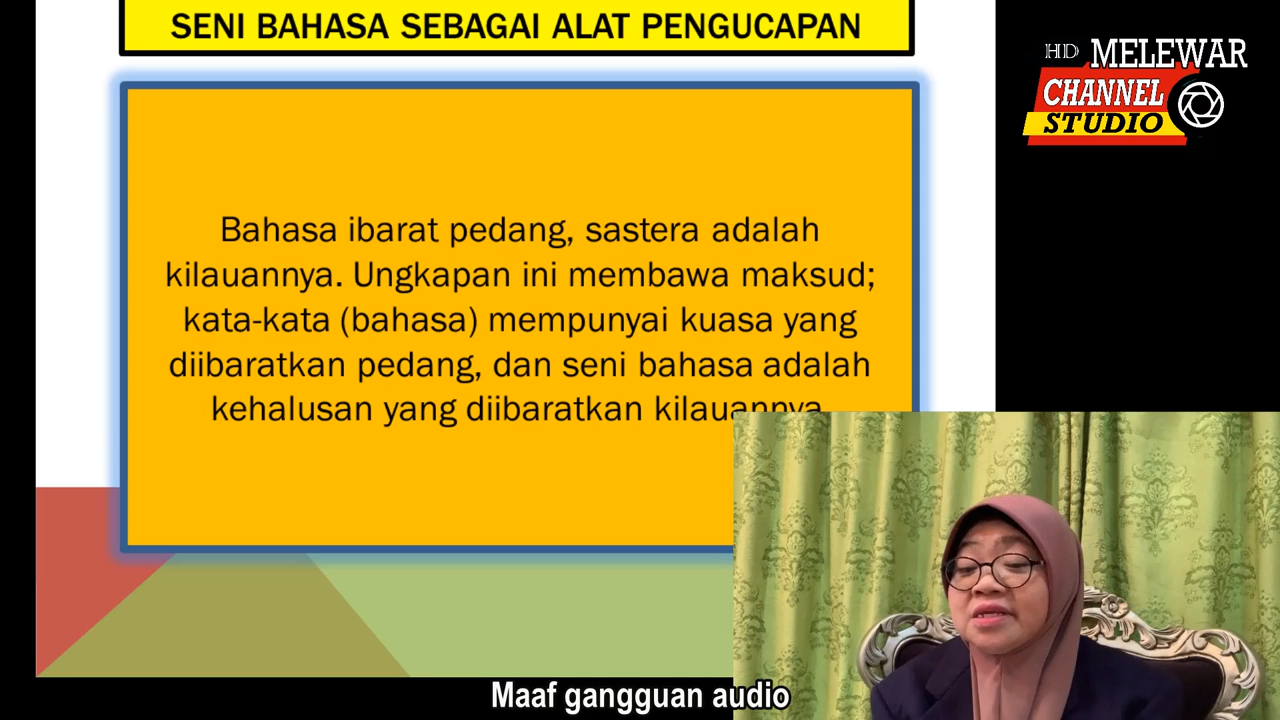 SENI BAHASA SEBAGAI ALAT PENGUCAPAN
HD MELEWAR
CHANNEL
STUDIO
Bahasa ibarat pedang, sastera adalah
kilauannya. Ungkapan ini membawa maksud;
kata-kata (bahasa) mempunyai kuasa yang
diibaratkan pedang, dan seni bahasa adalah
kehalusan yang diibaratkan kilauannya
Maaf gangguan audio